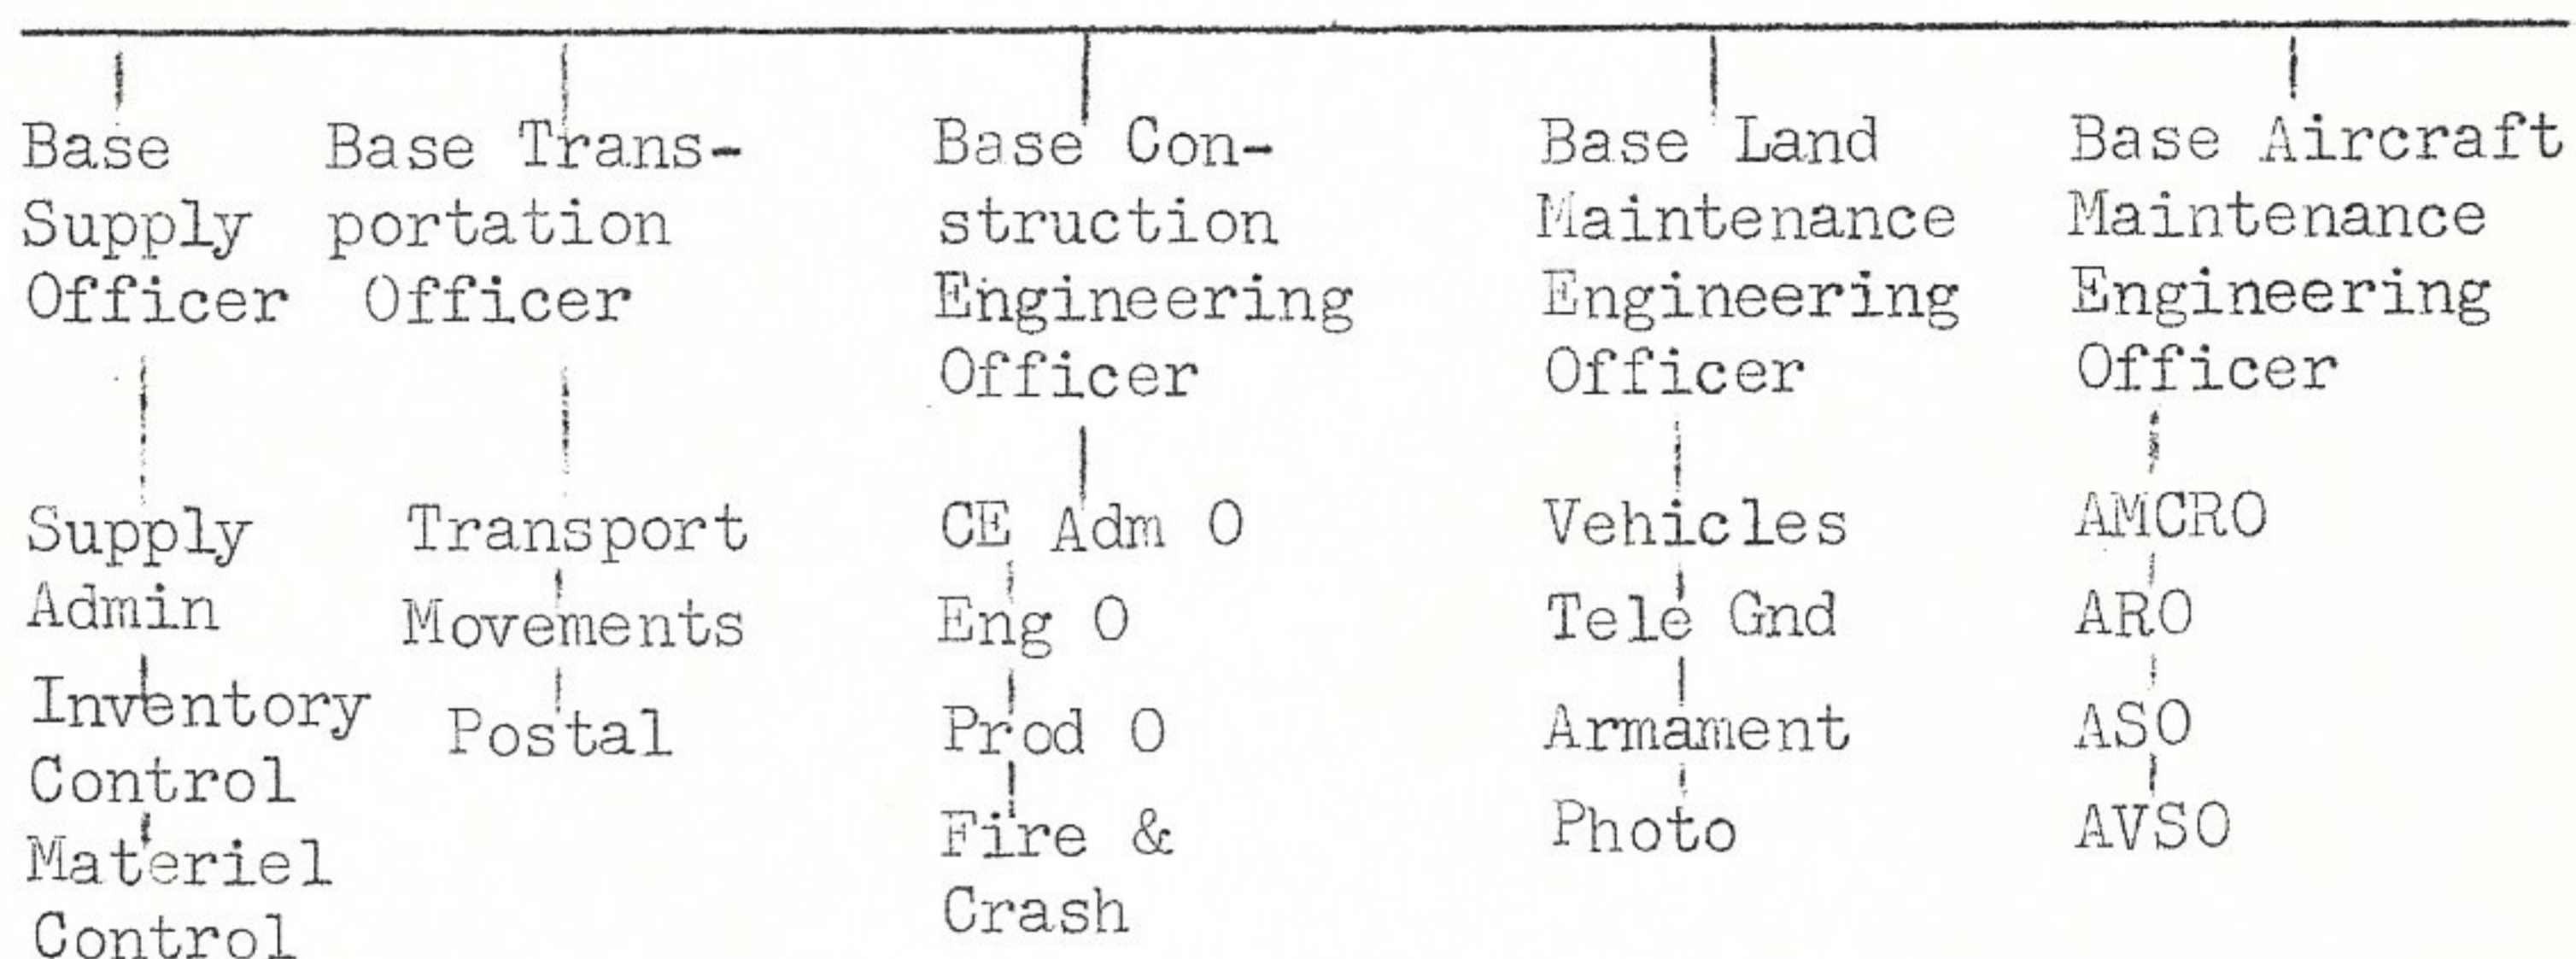 Base
Supply
Officer
Base Trans-
portation
Officer
Base Con-
struction
Engineering
Officer
Base Land
Maintenance
Engineering
Officer
Base Aircraft
Maintenance
Engineering
Officer
Supply
Admin
Inventory
Control
Materiel
Control
Transport
Movements
Postal
CE Adm O
Eng O
Prod O
Fire &
Crash
Vehicles
Tele Gnd
Armament
Photo
AMCRO
ARO
ASO
AVSO